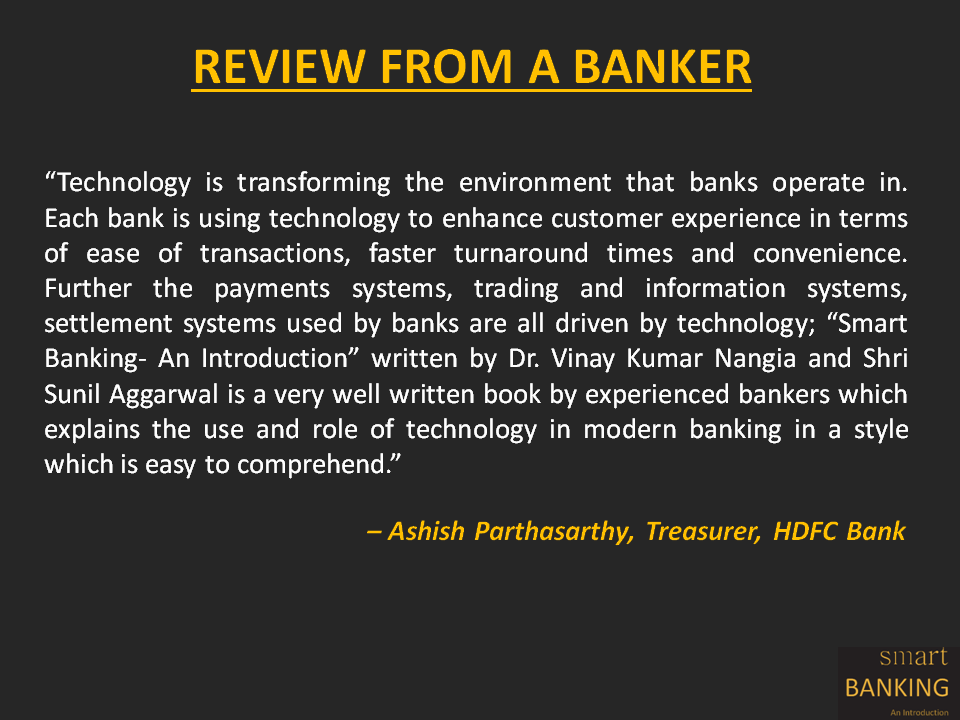 REVIEW FROM A BANKER
“Technology is transforming the environment that banks operate in.
Each bank is using technology to enhance customer experience in terms
of ease of transactions, faster turnaround times and convenience.
Further the payments systems, trading and information systems,
settlement systems used by banks are all driven by technology; “Smart
Banking- An Introduction” written by Dr. Vinay Kumar Nangia and Shri
Sunil Aggarwal is a very well written book by experienced bankers which
explains the use and role of technology in modern banking in a style
which is easy to comprehend.”
– Ashish Parthasarthy, Treasurer, HDFC Bank
smart
BANKING
An Introduction